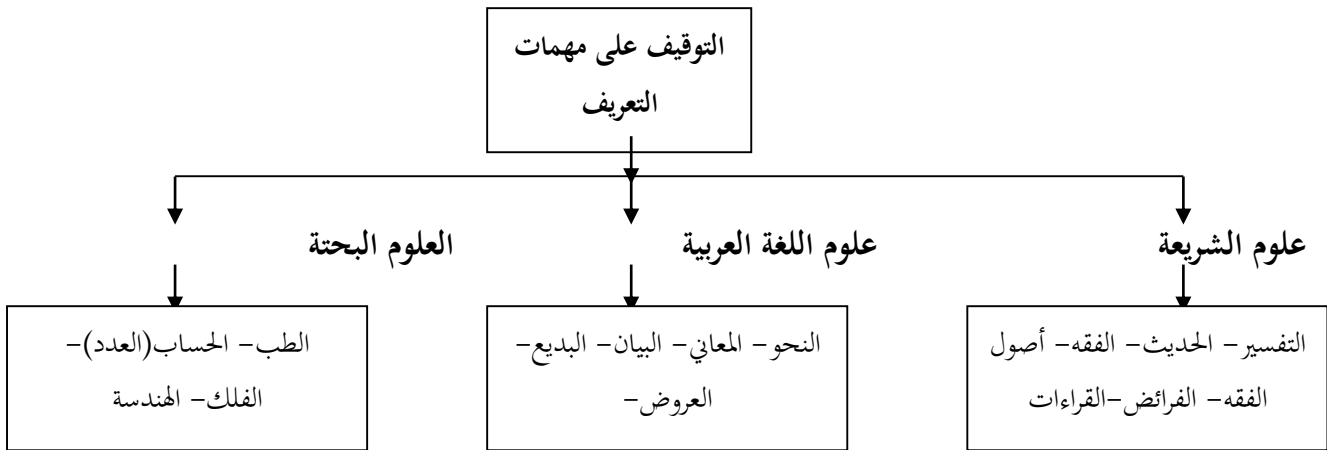 التوقيف على مهمات
التعريف
علوم الشريعة
علوم اللغة العربية
العلوم البحتة
التفسير- الحديث- الفقه- أصول
الفقه- الفرائض-القراءات
النحو- المعاني- البيان- البديع-
العروض-
الطب- الحساب(العدد)-
الفلك- الهندسة